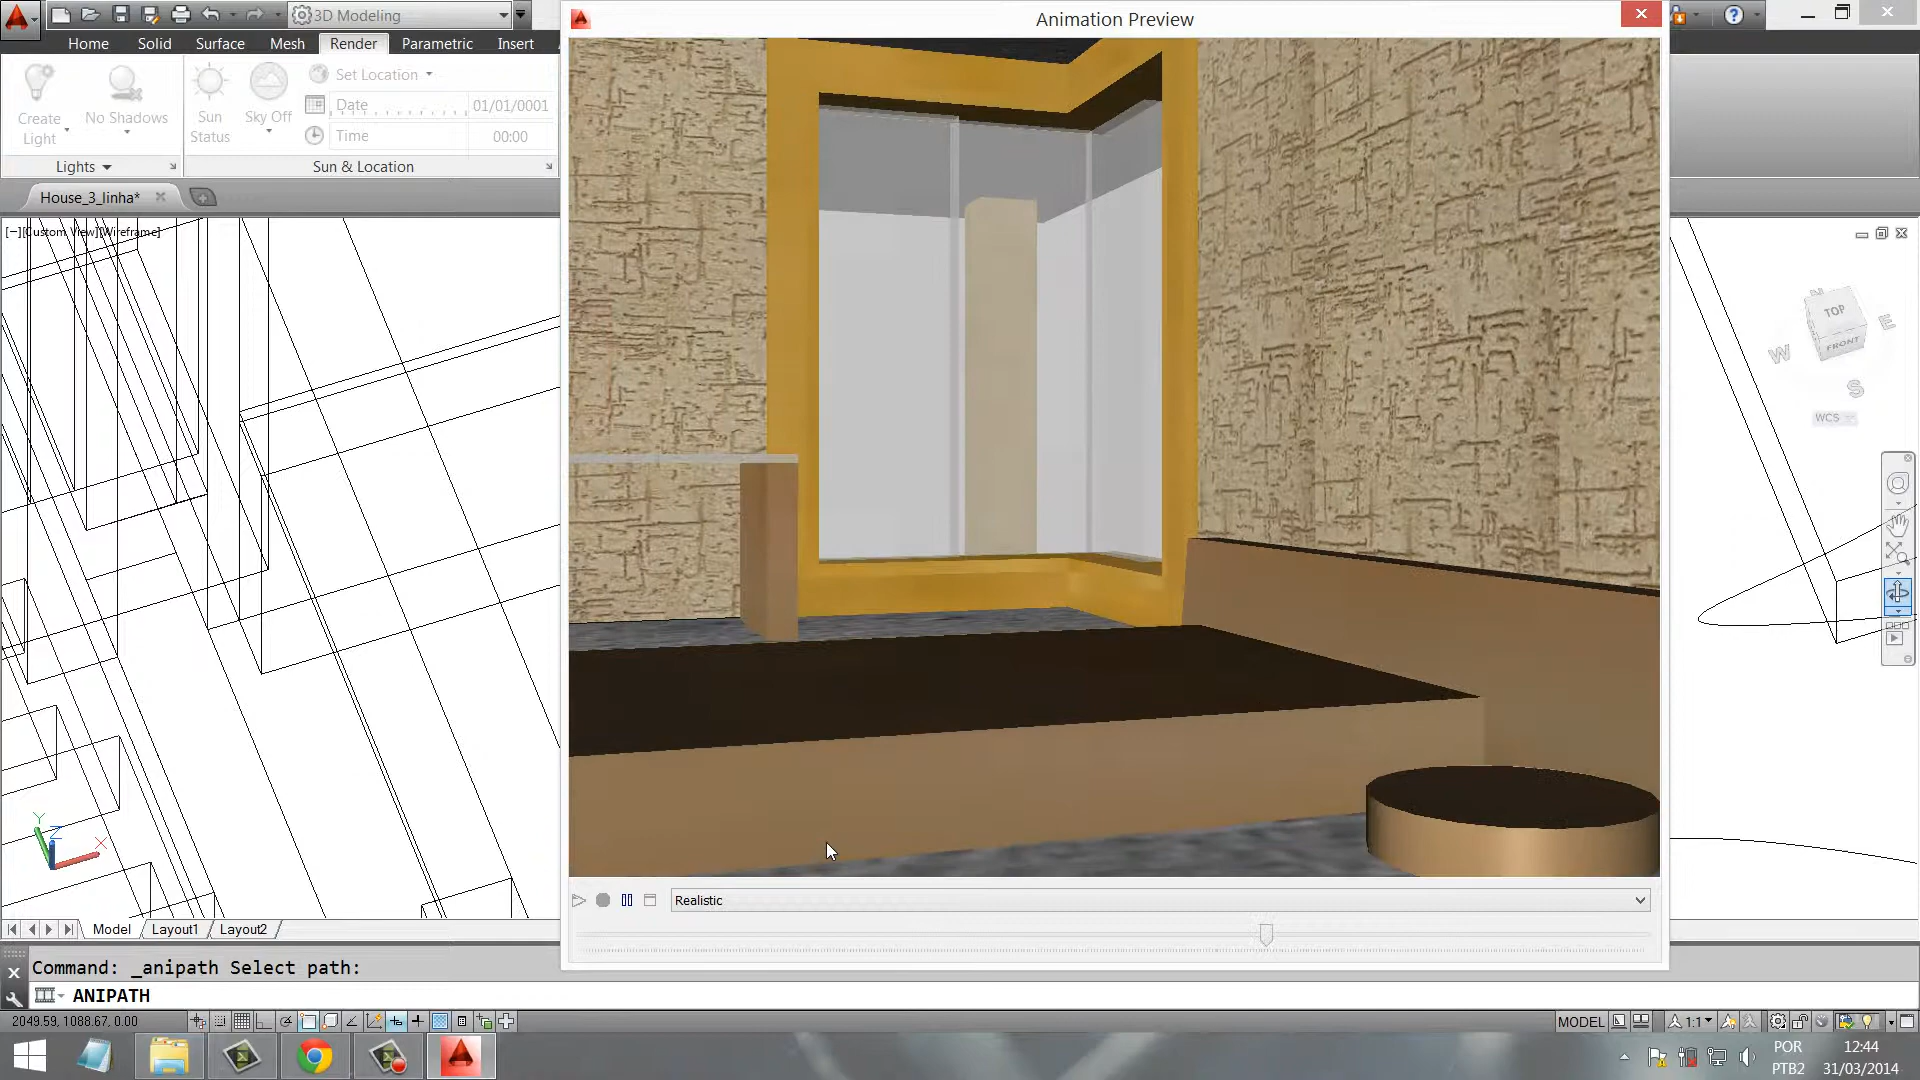 3D Modeling
Animation Preview
Home Solid Surface Mesh Render Parametric Insert
Create Light
No Shadows
Sun Status
Sky Off
Set Location
Date 01/01/0001
Time 00:00
Lights
Sun & Location
House_3_linha*
[−][Custom View][Wireframe]
N
TOP
FRONT
W
E
S
WCS
Y
Z
X
Realistic
Model Layout1 Layout2
Command: _anipath Select path:
ANIPATH
2049.59, 1088.67, 0.00
MODEL
1:1
POR
PTB2
12:44
31/03/2014